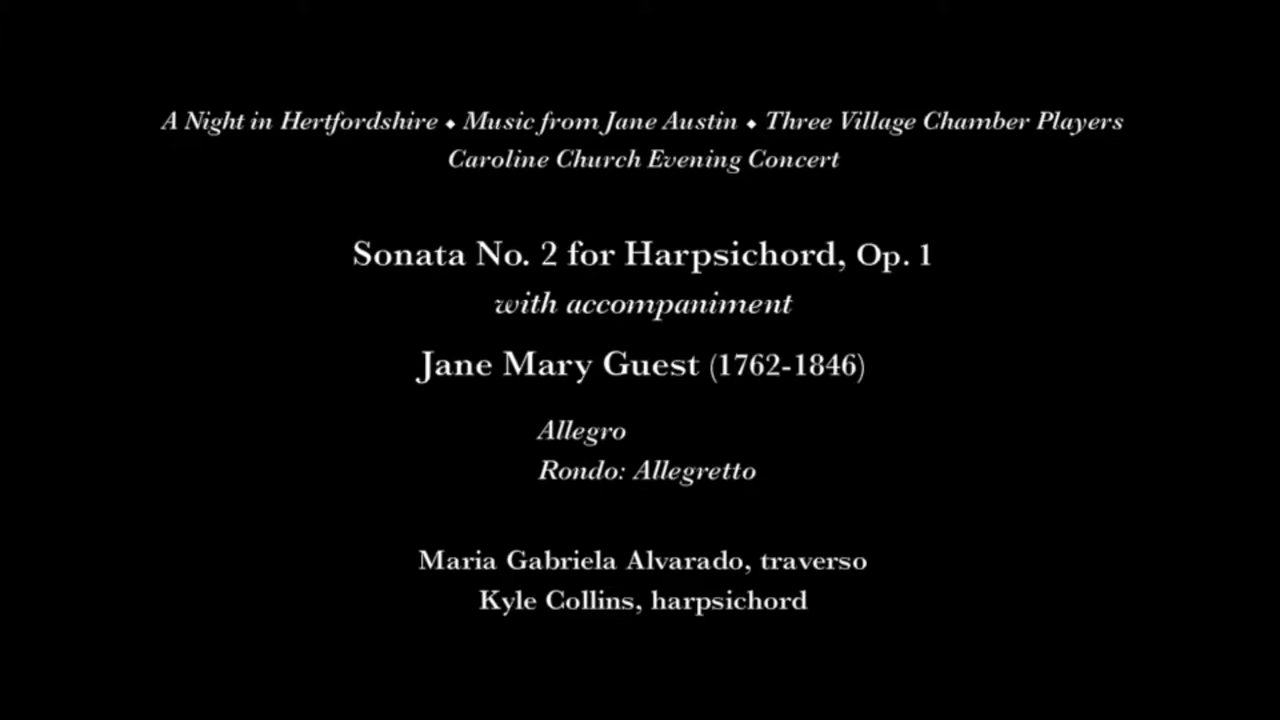 A Night in Hertfordshire ⬥ Music from Jane Austin ⬥ Three Village Chamber Players
Caroline Church Evening Concert
Sonata No. 2 for Harpsichord, Op. 1
with accompaniment
Jane Mary Guest (1762-1846)
Allegro
Rondo: Allegretto
Maria Gabriela Alvarado, traverso
Kyle Collins, harpsichord